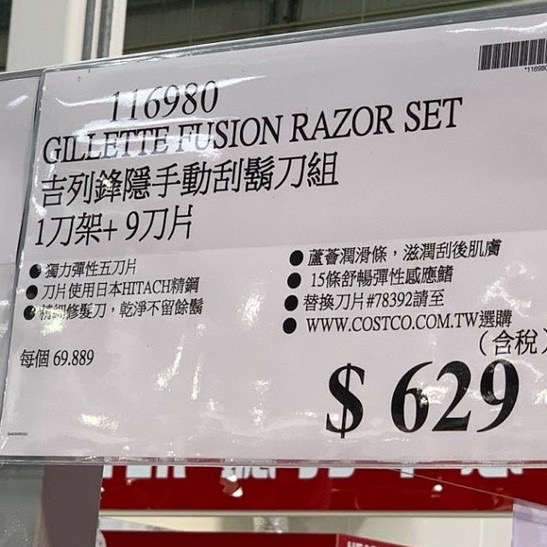 116980
GILLETTE FUSION RAZOR SET
吉列鋒隱手動刮鬍刀組
1刀架+ 9刀片
● 獨力彈性五刀片
● 刀片使用日本HITACH精鋼
● 精細修髮刀，乾淨不留餘鬍
每個 69.889
● 蘆薈潤滑條，滋潤刮後肌膚
● 15條舒暢彈性感應鰭
● 替換刀片#78392請至
● WWW.COSTCO.COM.TW選購
（含稅）
$ 629